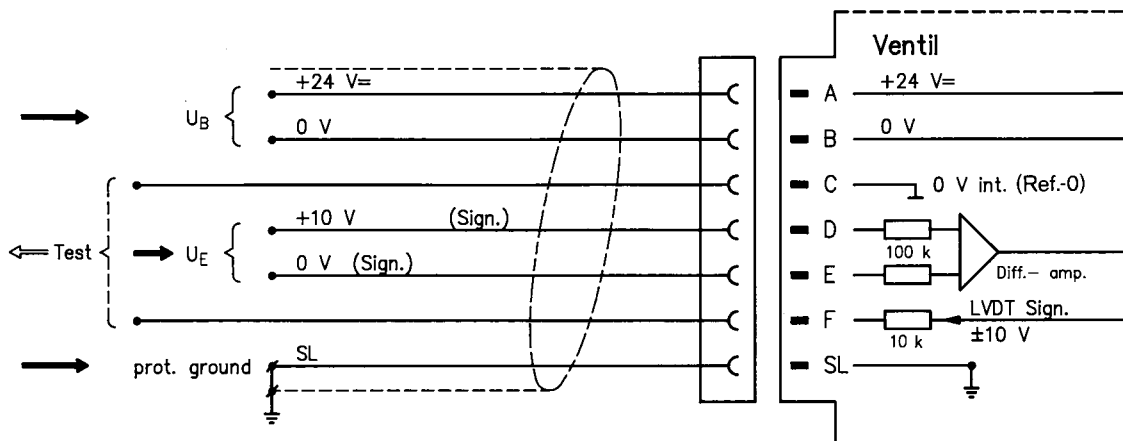 Ventil
+24 V=
A
+24 V=
U_B
0 V
B
0 V
C
0 V int. (Ref.-0)
+10 V
(Sign.)
D
Test
U_E
100 k
0 V (Sign.)
E
Diff.- amp.
F
LVDT Sign.
10 k
±10 V
prot. ground
SL
SL